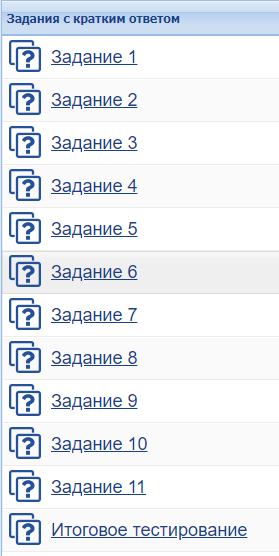 Задания с кратким ответом
Задание 1
Задание 2
Задание 3
Задание 4
Задание 5
Задание 6
Задание 7
Задание 8
Задание 9
Задание 10
Задание 11
Итоговое тестирование